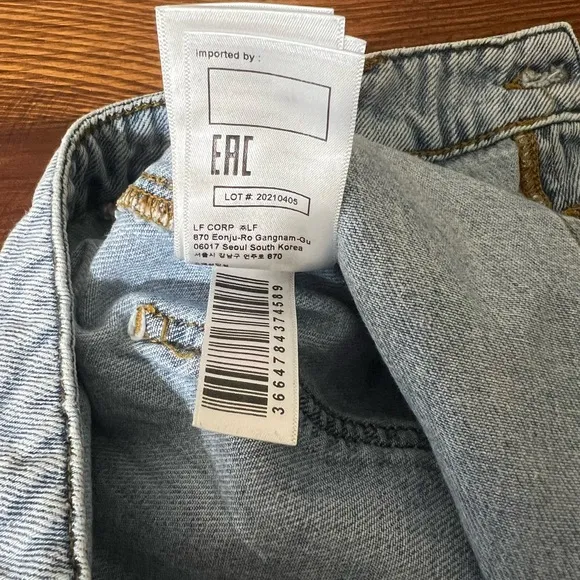 imported by :
EAC
LOT #: 20210405
LF CORP ㈜LF
870 Eonju-Ro Gangnam-Gu
06017 Seoul South Korea
서울시 강남구 언주로 870
3664784374589